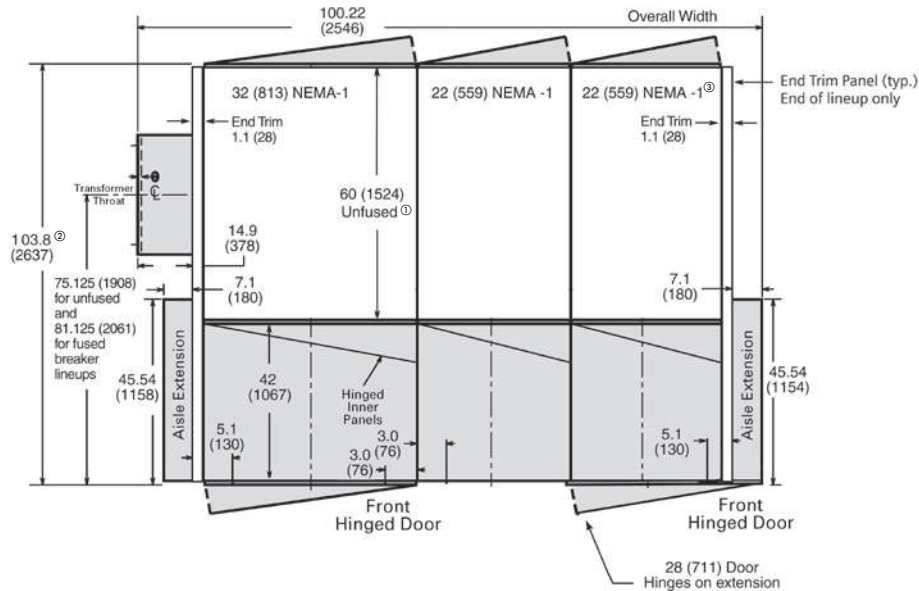 100.22
(2546)
Overall Width
32 (813) NEMA-1
22 (559) NEMA -1
22 (559) NEMA -1③
End Trim Panel (typ.)
End of lineup only
End Trim
1.1 (28)
End Trim
1.1 (28)
Transformer
Throat
℄
60 (1524)
Unfused ①
103.8 ②
(2637)
14.9
(378)
7.1
(180)
7.1
(180)
75.125 (1908)
for unfused
and
81.125 (2061)
for fused
breaker
lineups
45.54
(1158)
Aisle Extension
42
(1067)
Hinged
Inner
Panels
5.1
(130)
3.0
(76)
3.0
(76)
5.1
(130)
Aisle Extension
45.54
(1154)
Front
Hinged Door
Front
Hinged Door
28 (711) Door
Hinges on extension